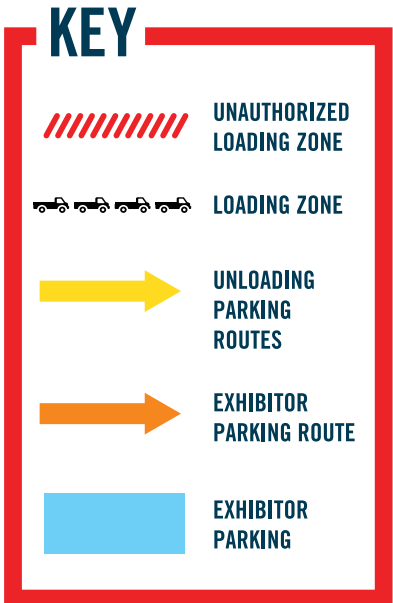 KEY
UNAUTHORIZED
LOADING ZONE
LOADING ZONE
UNLOADING
PARKING
ROUTES
EXHIBITOR
PARKING ROUTE
EXHIBITOR
PARKING